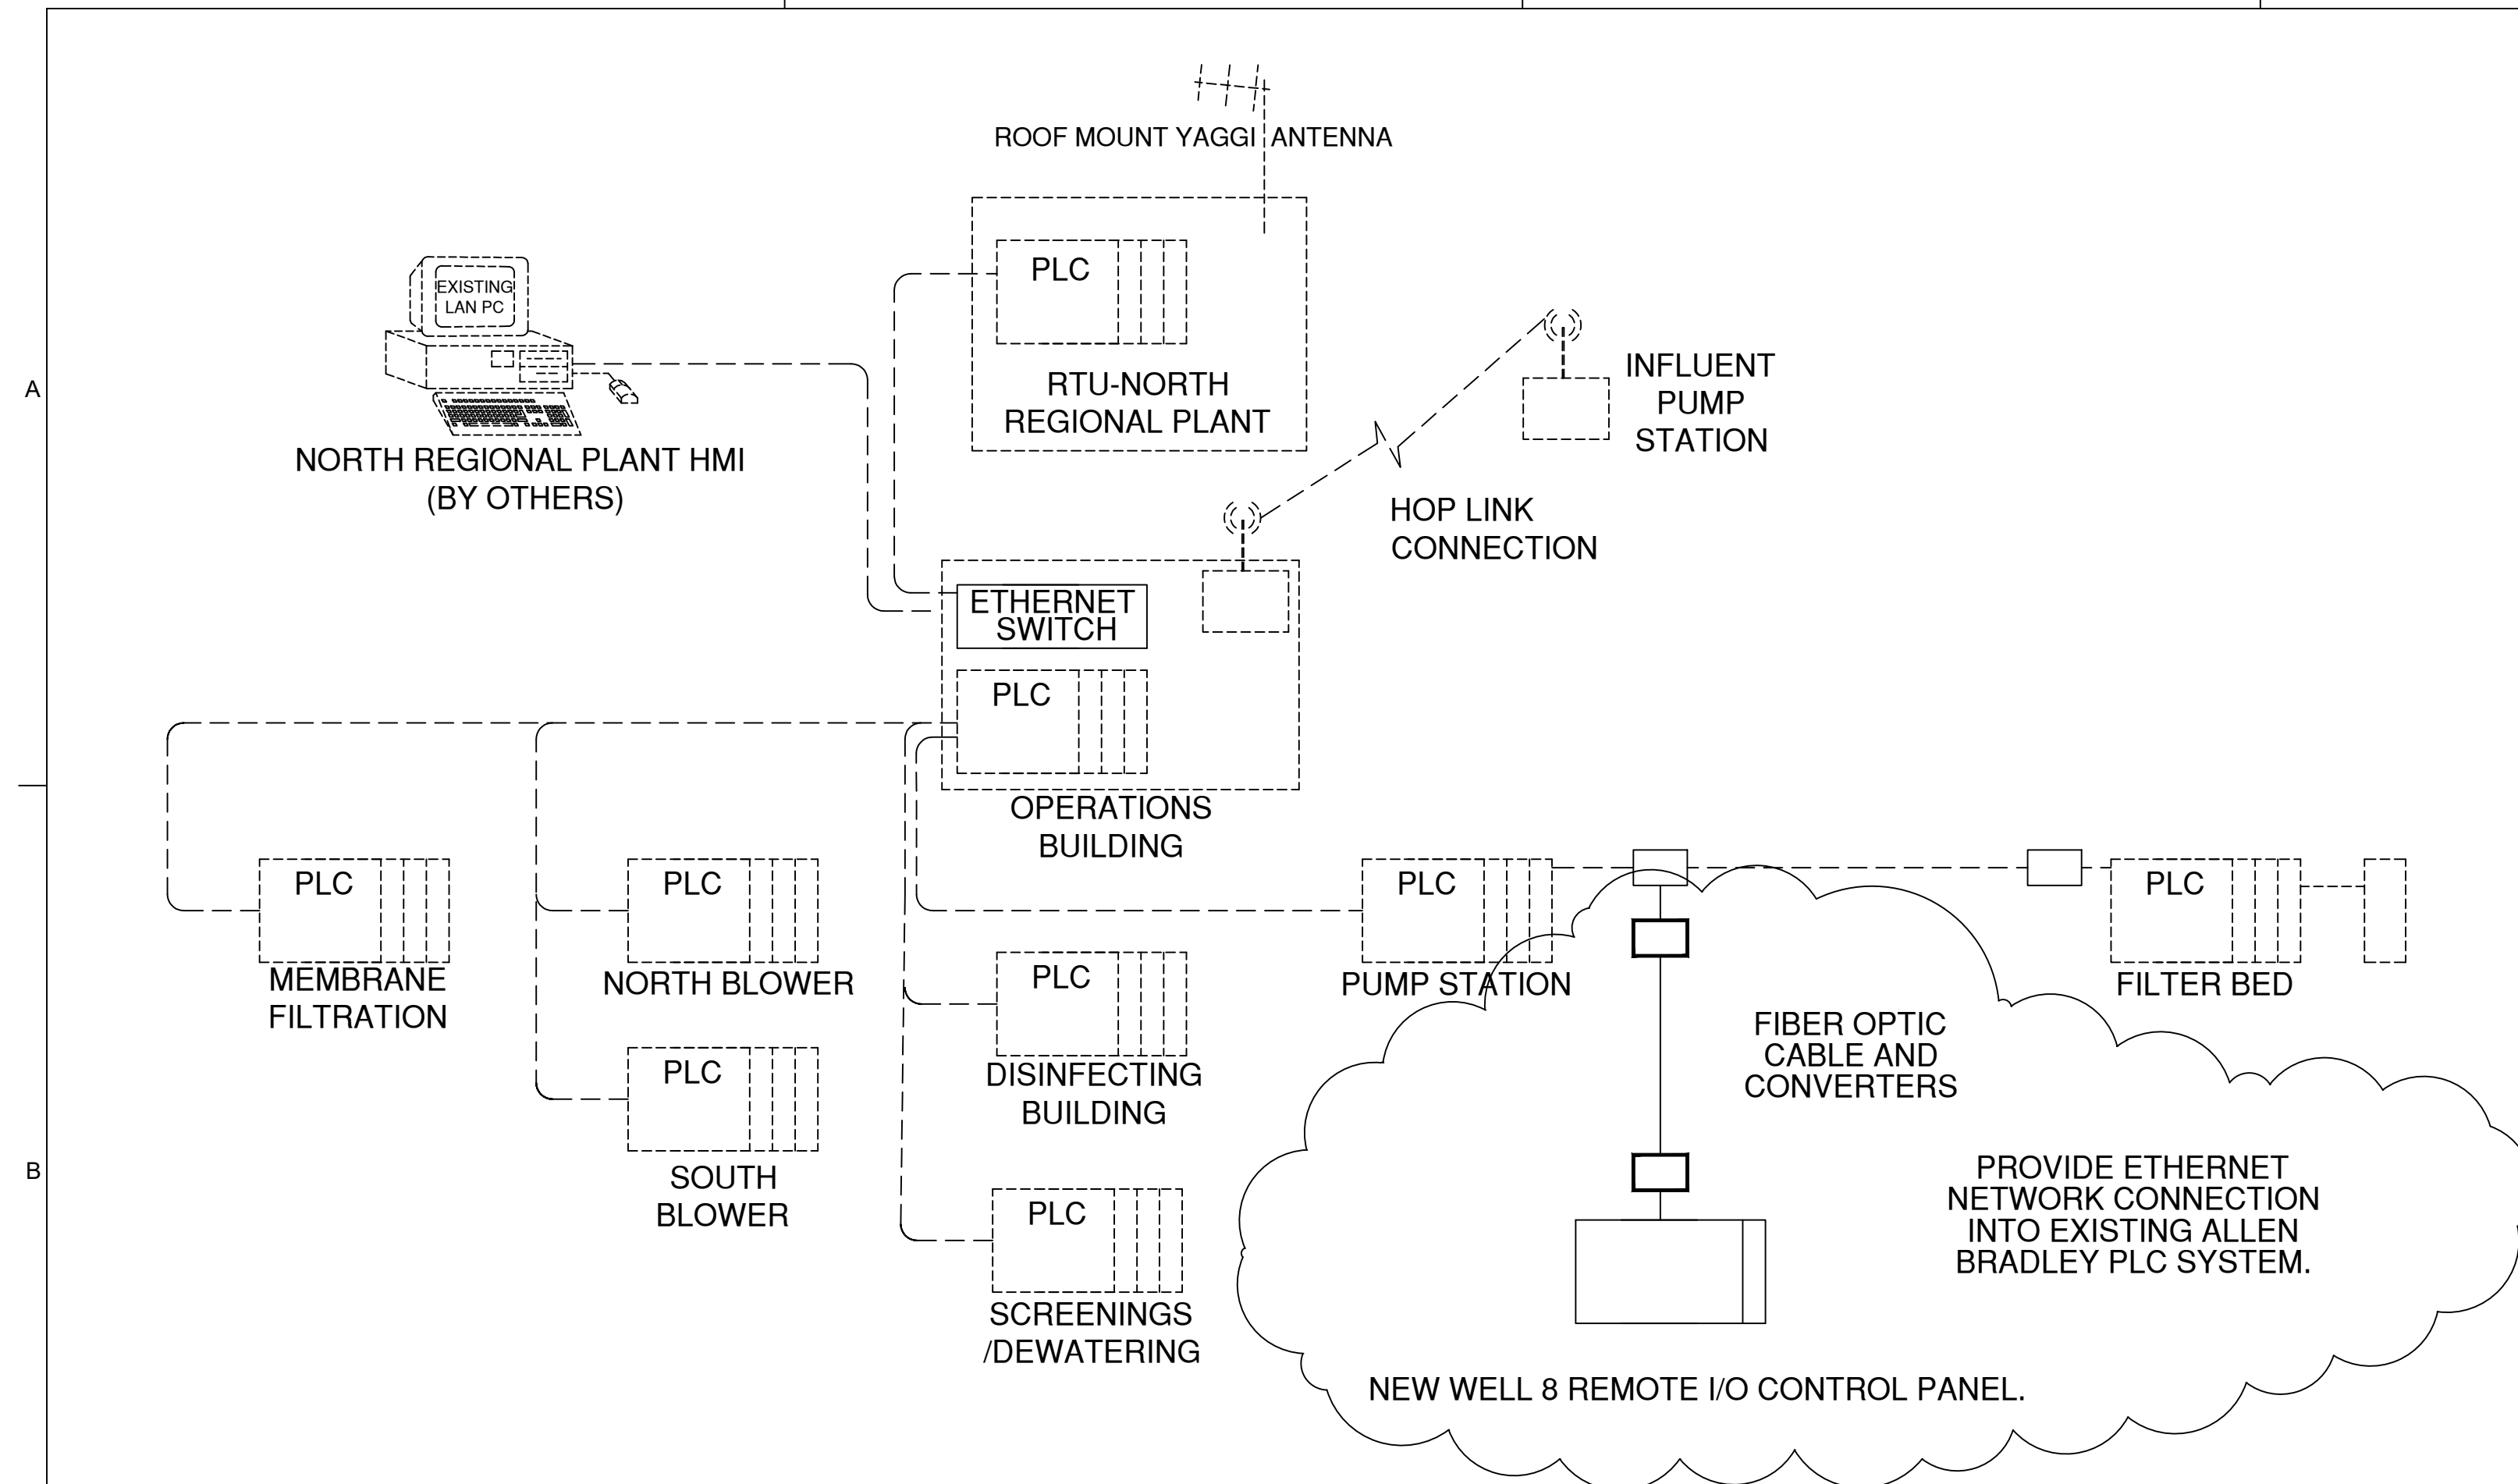 ROOF MOUNT YAGGI ANTENNA
PLC
EXISTING
LAN PC
RTU-NORTH
REGIONAL PLANT
INFLUENT
PUMP
STATION
A
NORTH REGIONAL PLANT HMI
(BY OTHERS)
HOP LINK
CONNECTION
ETHERNET
SWITCH
PLC
OPERATIONS
BUILDING
PLC
MEMBRANE
FILTRATION
PLC
NORTH BLOWER
PLC
SOUTH
BLOWER
PLC
DISINFECTING
BUILDING
PLC
SCREENINGS
/DEWATERING
PLC
PUMP STATION
PLC
FILTER BED
FIBER OPTIC
CABLE AND
CONVERTERS
B
PROVIDE ETHERNET
NETWORK CONNECTION
INTO EXISTING ALLEN
BRADLEY PLC SYSTEM.
NEW WELL 8 REMOTE I/O CONTROL PANEL.